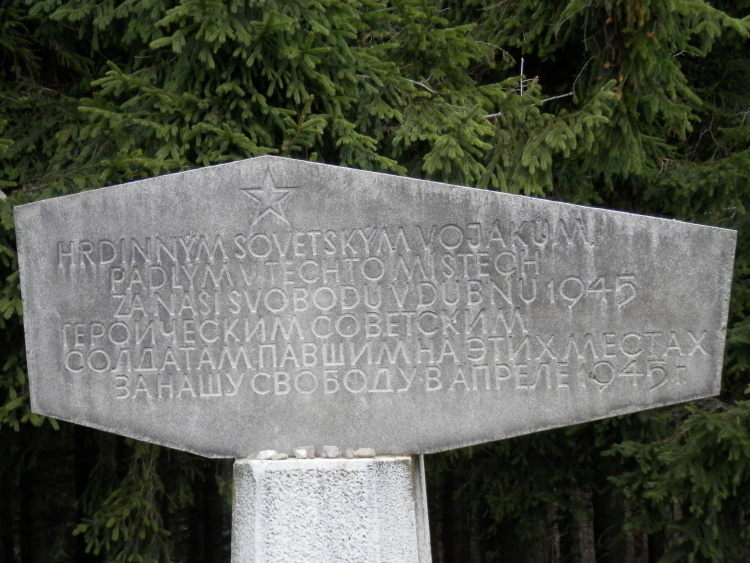 HRDINNÝM SOVĚTSKÝM VOJÁKŮM
PADLÝM V TĚCHTO MÍSTECH
ZA NAŠI SVOBODU V DUBNU 1945
ГЕРОИЧЕСКИМ СОВЕТСКИМ
СОЛДАТАМ ПАВШИМ НА ЭТИХ МЕСТАХ
ЗА НАШУ СВОБОДУ В АПРЕЛЕ 1945 г.